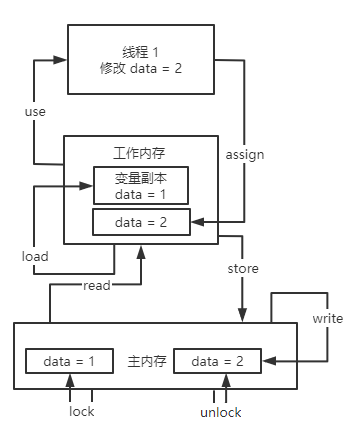 线程 1
修改 data = 2
use
工作内存
assign
变量副本
data = 1
data = 2
load
store
read
write
data = 1
主内存
data = 2
lock
unlock